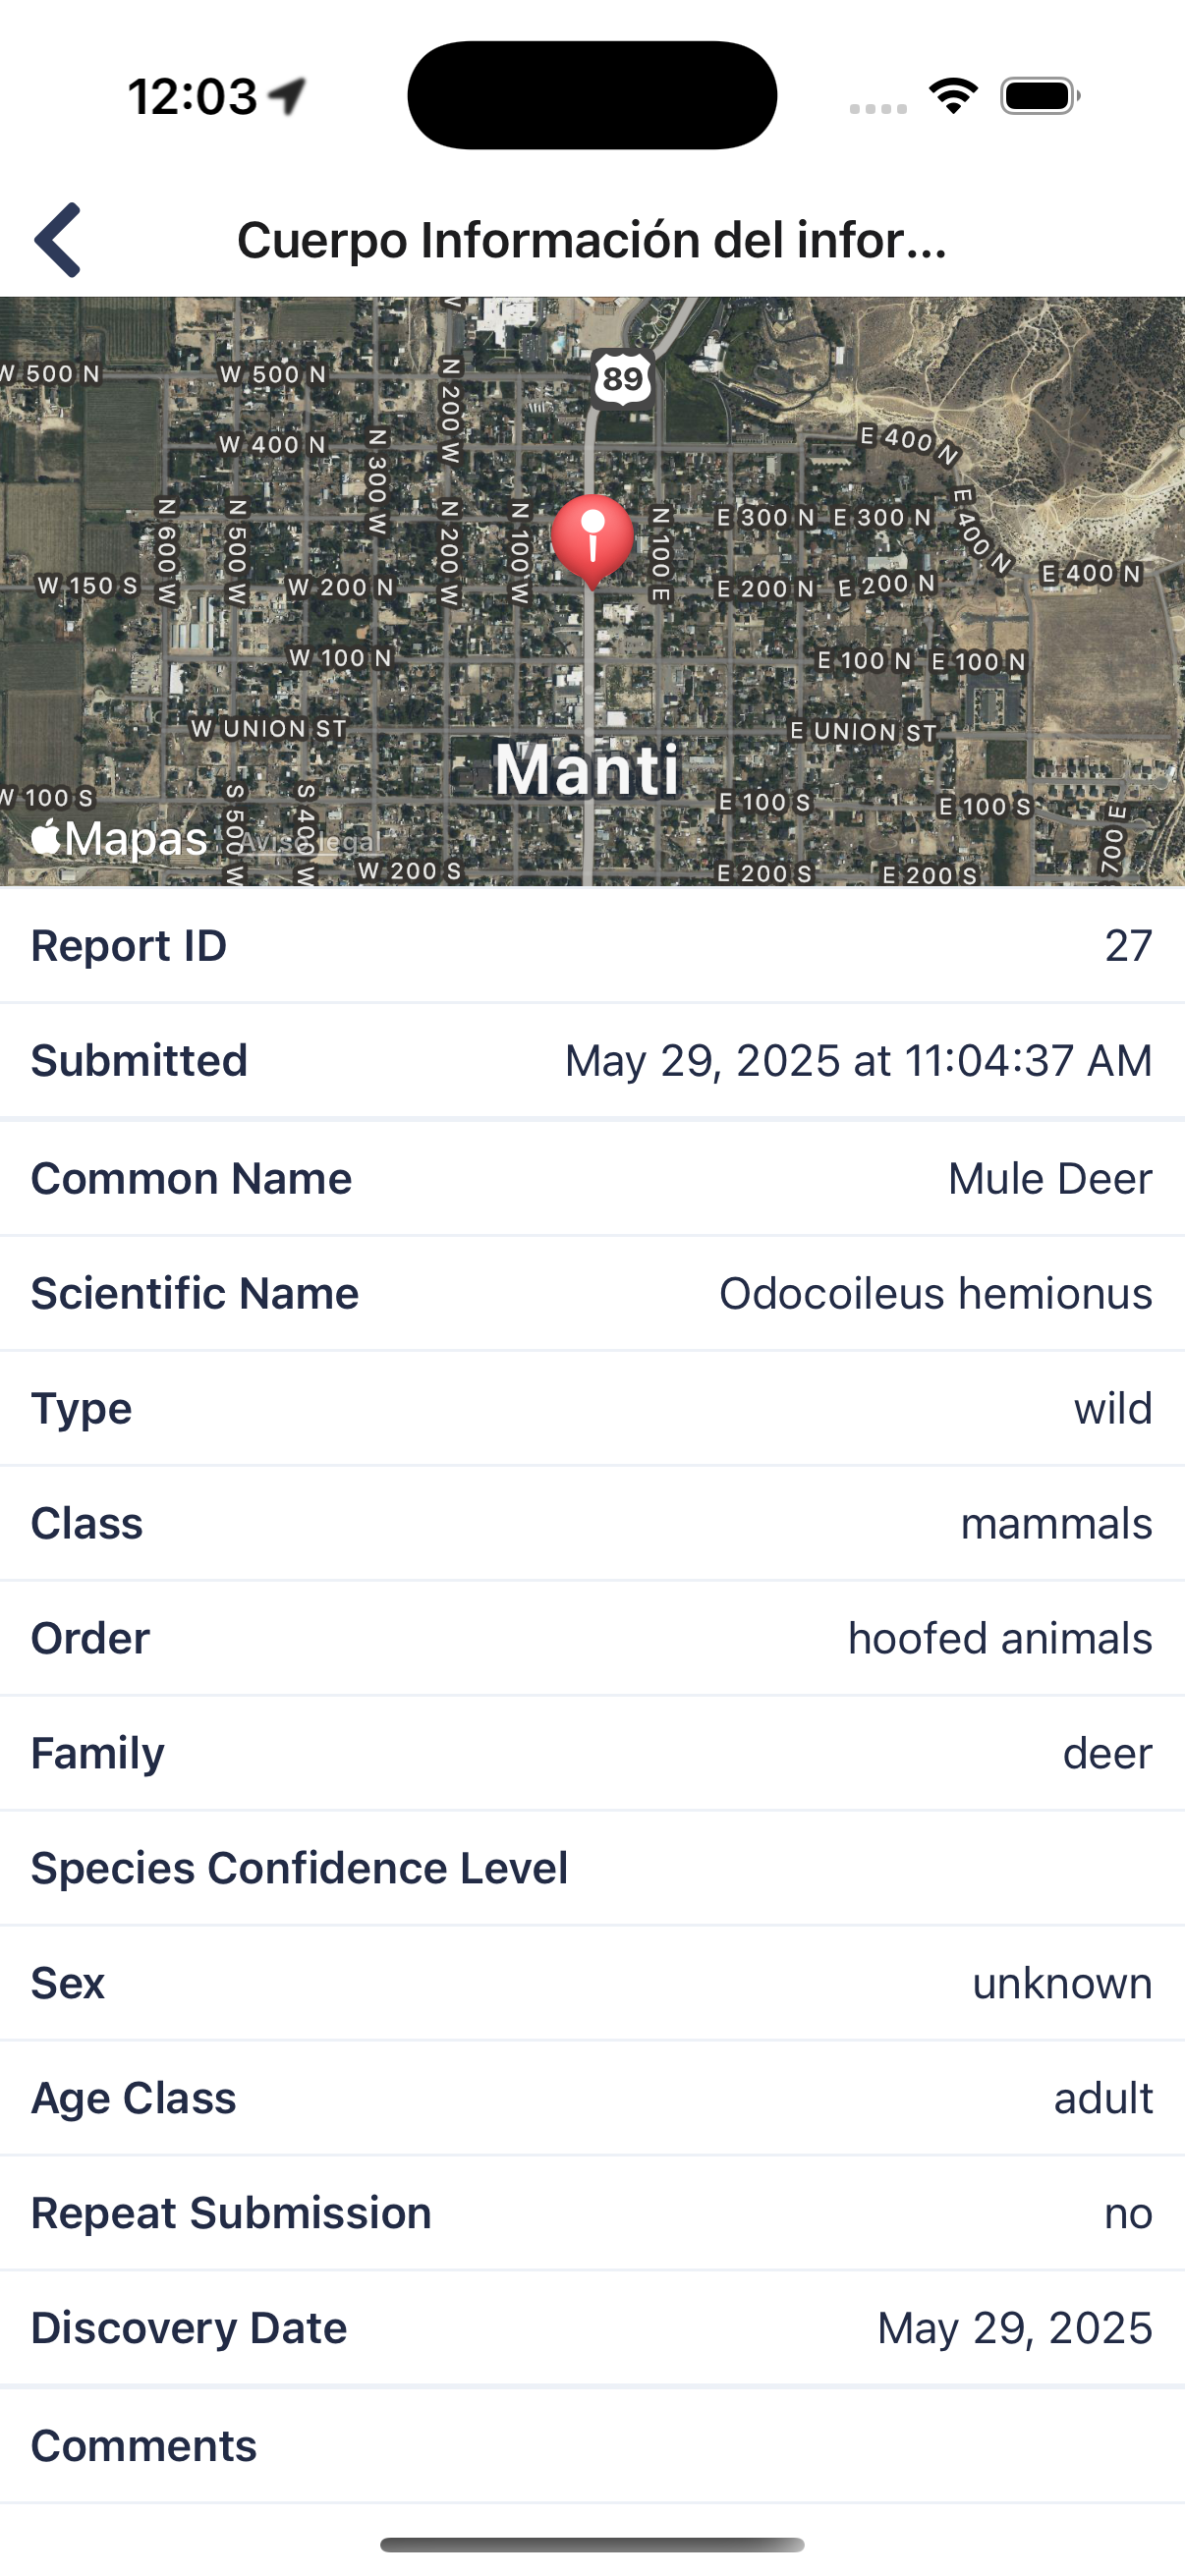 12:03
Cuerpo Información del infor...
89
W 500 N
W 500 N
N 200 W
W 400 N
N 300 W
E 400 N
N 600 W
N 500 W
N 200 W
N 100 W
N 100 E
E 300 N
E 300 N
E 400 N
W 150 S
W 200 N
E 200 N
E 200 N
E 400 N
W 100 N
E 100 N
E 100 N
W UNION ST
E UNION ST
Manti
W 100 S
S 500 W
S 400 W
E 100 S
E 100 S
700 E
Mapas
Aviso legal
W 200 S
E 200 S
E 200 S
Report ID 27
Submitted May 29, 2025 at 11:04:37 AM
Common Name Mule Deer
Scientific Name Odocoileus hemionus
Type wild
Class mammals
Order hoofed animals
Family deer
Species Confidence Level
Sex unknown
Age Class adult
Repeat Submission no
Discovery Date May 29, 2025
Comments